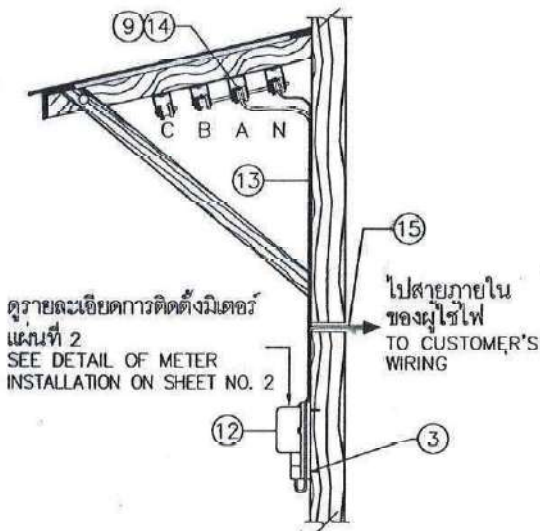 9 14
C B A N
13
15
ดูรายละเอียดการติดตั้งมิเตอร์
แผ่นที่ 2
SEE DETAIL OF METER
INSTALLATION ON SHEET NO. 2
ไปสายภายใน
ของผู้ใช้ไฟ
TO CUSTOMER'S
WIRING
12
3